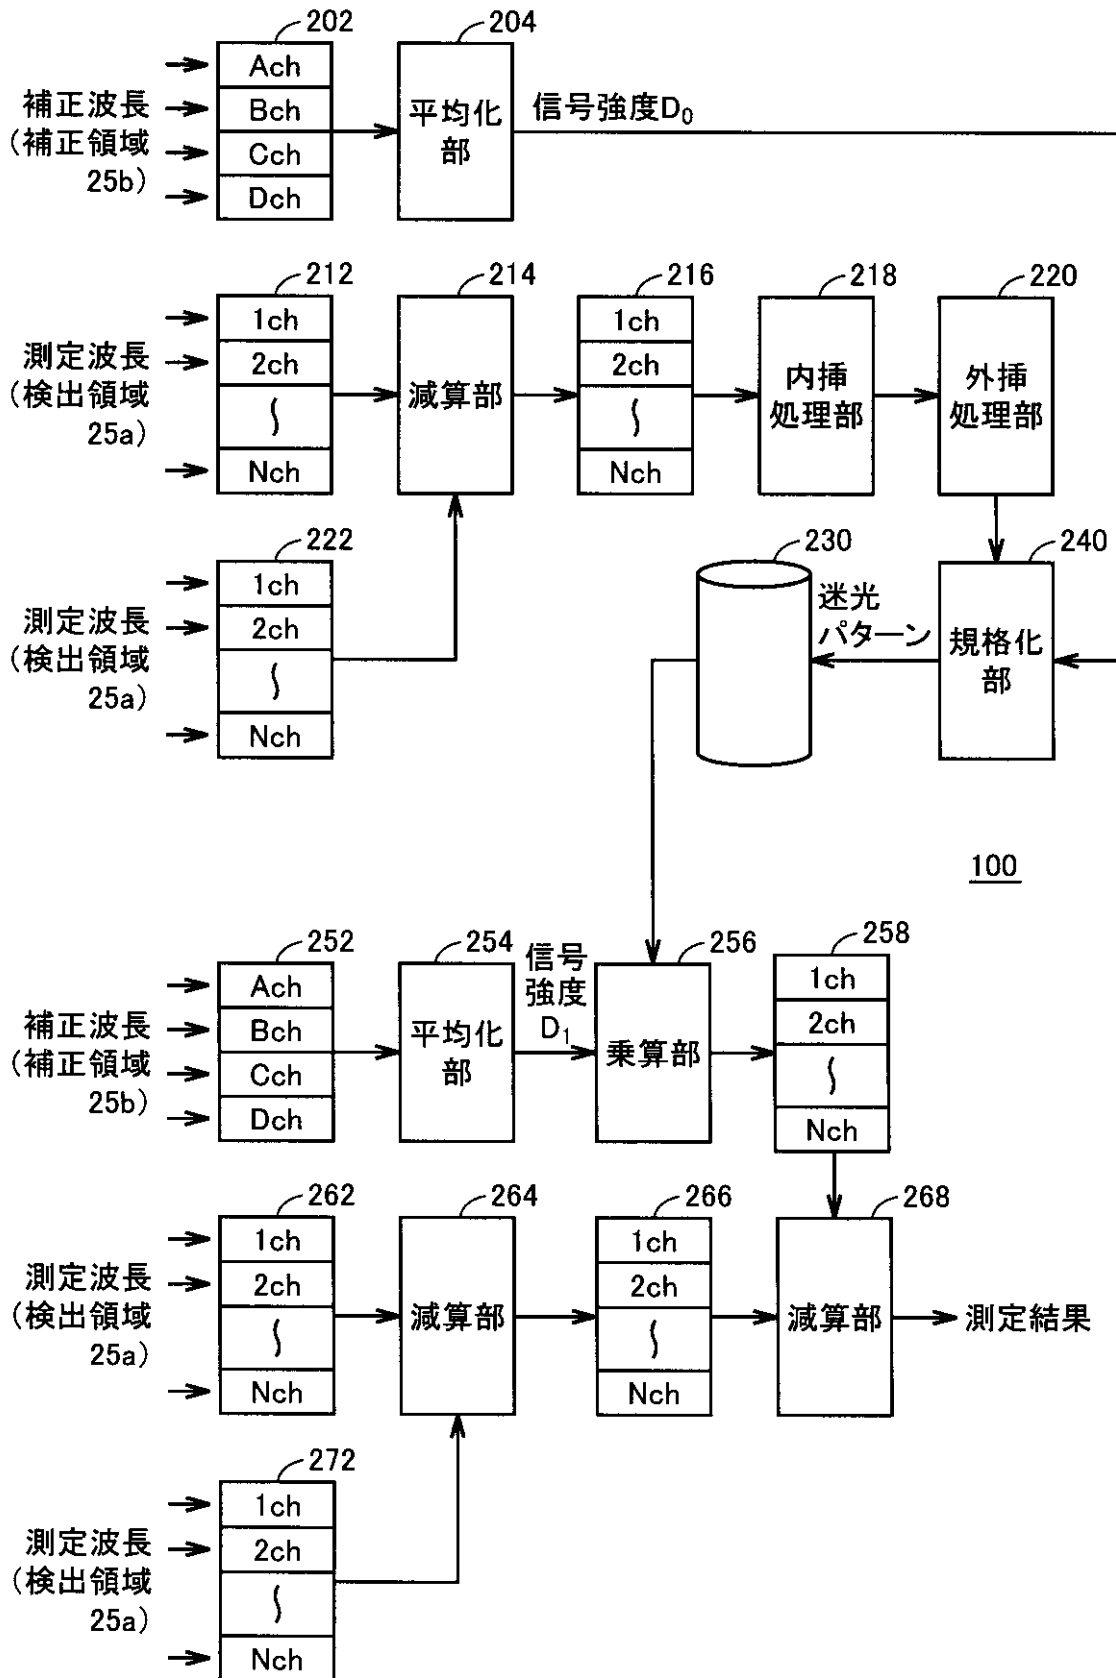 202
204
Ach
補正波長
(補正領域
25b)
Bch
Cch
Dch
平均化
部
信号強度D0
212
214
216
218
220
測定波長
(検出領域
25a)
1ch
2ch
∫
Nch
減算部
1ch
2ch
∫
Nch
内挿
処理部
外挿
処理部
222
230
240
測定波長
(検出領域
25a)
1ch
2ch
∫
Nch
迷光
パターン
規格化
部
100
252
254
256
258
補正波長
(補正領域
25b)
Ach
Bch
Cch
Dch
平均化
部
信号
強度
D1
乗算部
1ch
2ch
∫
Nch
262
264
266
268
測定波長
(検出領域
25a)
1ch
2ch
∫
Nch
減算部
1ch
2ch
∫
Nch
減算部
測定結果
272
測定波長
(検出領域
25a)
1ch
2ch
∫
Nch